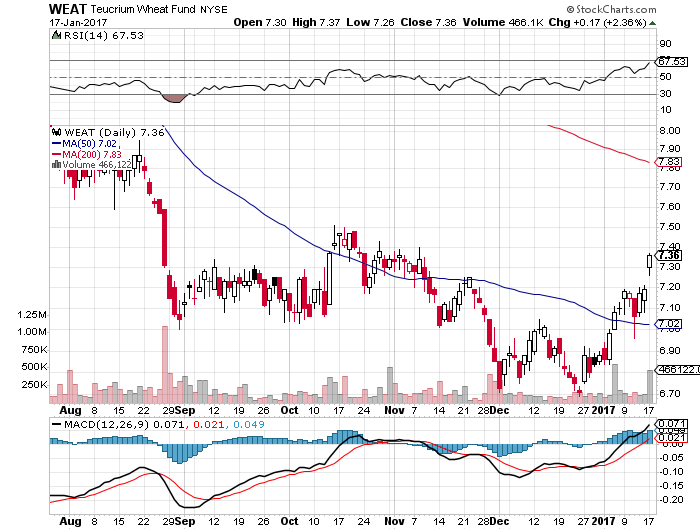 WEAT Teucrium Wheat Fund NYSE
© StockCharts.com
17-Jan-2017
Open 7.30 High 7.37 Low 7.26 Close 7.36 Volume 466.1K Chg +0.17 (+2.36%)
RSI(14) 67.53
90
67.53
50
30
10
WEAT (Daily) 7.36
MA(50) 7.02
MA(200) 7.83
Volume 466,122
8.00
7.90
7.83
7.70
7.60
7.50
7.40
7.36
7.30
7.20
7.10
7.02
6.90
6.80
466122.0
6.70
1.25M
1.00M
750K
500K
250K
Aug 8 15 22 29 Sep 12 19 26 Oct 10 17 24 Nov 7 14 21 28 Dec 12 19 27 2017 9 17
MACD(12,26,9) 0.071, 0.021, 0.049
0.071
0.049
0.021
-0.05
-0.10
-0.15
-0.20
Aug 8 15 22 29 Sep 12 19 26 Oct 10 17 24 Nov 7 14 21 28 Dec 12 19 27 2017 9 17